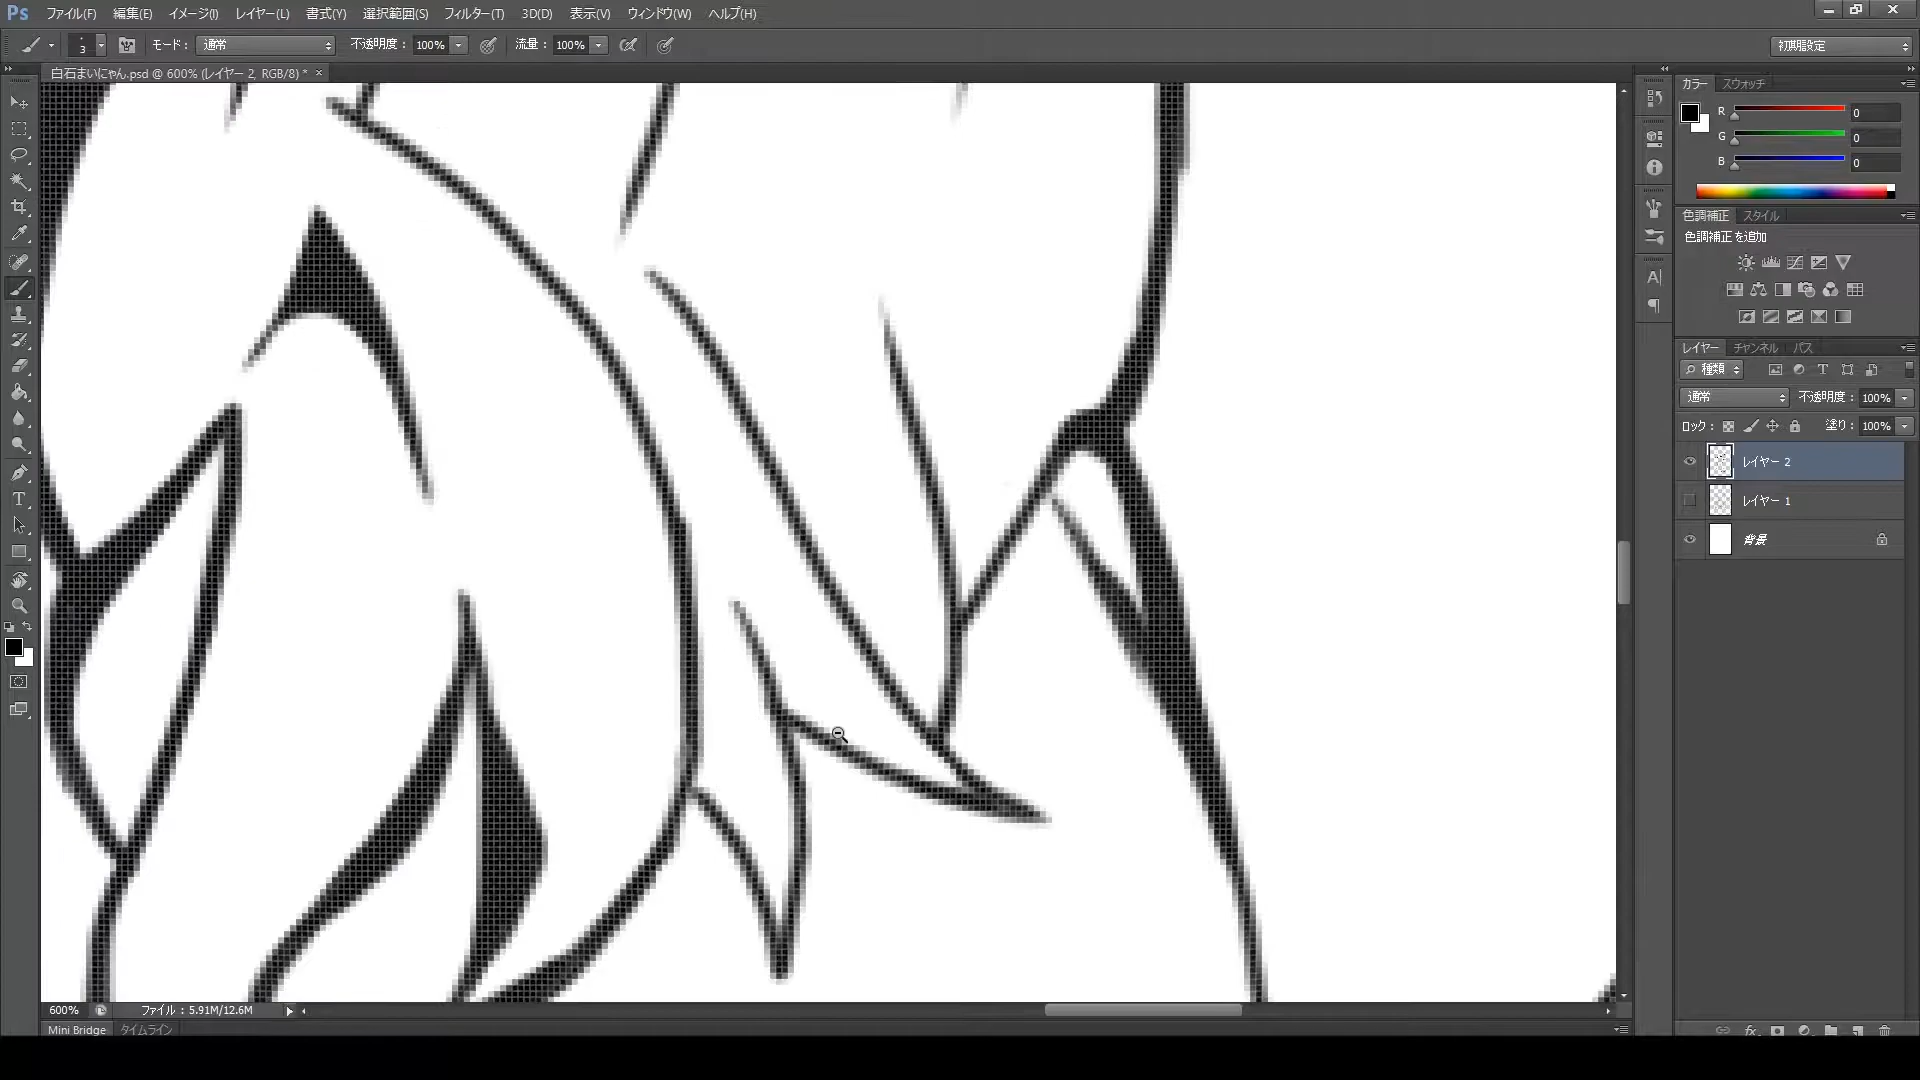 Ps ファイル(F) 編集(E) イメージ(I) レイヤー(L) 書式(Y) 選択範囲(S) フィルター(T) 3D(D) 表示(V) ウィンドウ(W) ヘルプ(H)
3 モード： 通常 不透明度： 100% 流量： 100% 初期設定
白石まいにゃん.psd @ 600% (レイヤー 2, RGB/8) * ×
カラー スウォッチ
R 0
G 0
B 0
色調補正 スタイル
色調補正を追加
レイヤー チャンネル パス
種類
通常 不透明度： 100%
ロック： 塗り： 100%
レイヤー 2
レイヤー 1
背景
600% ファイル：5.91M/12.6M
Mini Bridge タイムライン